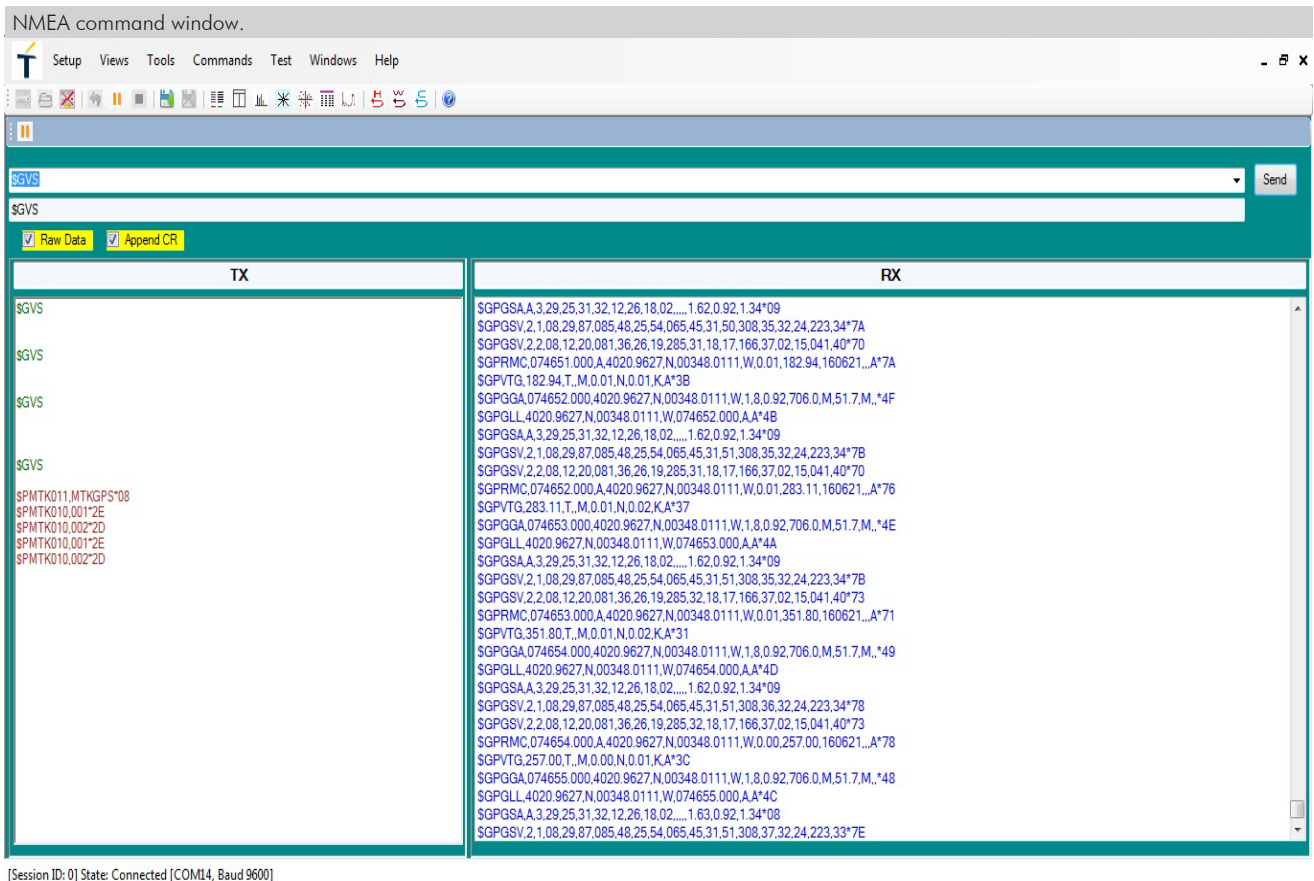 NMEA command window.
Setup Views Tools Commands Test Windows Help
$GVS
Send
$GVS
Raw Data Append CR
TX
RX
$GVS
$GVS
$GVS
$GVS
$PMTK011,MTKGPS*08
$PMTK010,001*2E
$PMTK010,002*2D
$PMTK010,001*2E
$PMTK010,002*2D
$GPGSA,A,3,29,25,31,32,12,26,18,02,,,,,1.62,0.92,1.34*09
$GPGSV,2,1,08,29,87,085,48,25,54,065,45,31,50,308,35,32,24,223,34*7A
$GPGSV,2,2,08,12,20,081,36,26,19,285,31,18,17,166,37,02,15,041,40*70
$GPRMC,074651.000,A,4020.9627,N,00348.0111,W,0.01,182.94,160621,,,A*7A
$GPVTG,182.94,T,,M,0.01,N,0.01,K,A*3B
$GPGGA,074652.000,4020.9627,N,00348.0111,W,1,8,0.92,706.0,M,51.7,M,,*4F
$GPGLL,4020.9627,N,00348.0111,W,074652.000,A,A*4B
$GPGSA,A,3,29,25,31,32,12,26,18,02,,,,,1.62,0.92,1.34*09
$GPGSV,2,1,08,29,87,085,48,25,54,065,45,31,51,308,35,32,24,223,34*7B
$GPGSV,2,2,08,12,20,081,36,26,19,285,31,18,17,166,37,02,15,041,40*70
$GPRMC,074652.000,A,4020.9627,N,00348.0111,W,0.01,283.11,160621,,,A*76
$GPVTG,283.11,T,,M,0.01,N,0.02,K,A*37
$GPGGA,074653.000,4020.9627,N,00348.0111,W,1,8,0.92,706.0,M,51.7,M,,*4E
$GPGLL,4020.9627,N,00348.0111,W,074653.000,A,A*4A
$GPGSA,A,3,29,25,31,32,12,26,18,02,,,,,1.62,0.92,1.34*09
$GPGSV,2,1,08,29,87,085,48,25,54,065,45,31,51,308,35,32,24,223,34*7B
$GPGSV,2,2,08,12,20,081,36,26,19,285,32,18,17,166,37,02,15,041,40*73
$GPRMC,074653.000,A,4020.9627,N,00348.0111,W,0.01,351.80,160621,,,A*71
$GPVTG,351.80,T,,M,0.01,N,0.02,K,A*31
$GPGGA,074654.000,4020.9627,N,00348.0111,W,1,8,0.92,706.0,M,51.7,M,,*49
$GPGLL,4020.9627,N,00348.0111,W,074654.000,A,A*4D
$GPGSA,A,3,29,25,31,32,12,26,18,02,,,,,1.62,0.92,1.34*09
$GPGSV,2,1,08,29,87,085,48,25,54,065,45,31,51,308,36,32,24,223,34*78
$GPGSV,2,2,08,12,20,081,36,26,19,285,32,18,17,166,37,02,15,041,40*73
$GPRMC,074654.000,A,4020.9627,N,00348.0111,W,0.00,257.00,160621,,,A*78
$GPVTG,257.00,T,,M,0.00,N,0.01,K,A*3C
$GPGGA,074655.000,4020.9627,N,00348.0111,W,1,8,0.92,706.0,M,51.7,M,,*48
$GPGLL,4020.9627,N,00348.0111,W,074655.000,A,A*4C
$GPGSA,A,3,29,25,31,32,12,26,18,02,,,,,1.63,0.92,1.34*08
$GPGSV,2,1,08,29,87,085,48,25,54,065,45,31,51,308,37,32,24,223,33*7E
[Session ID: 0] State: Connected [COM14, Baud 9600]